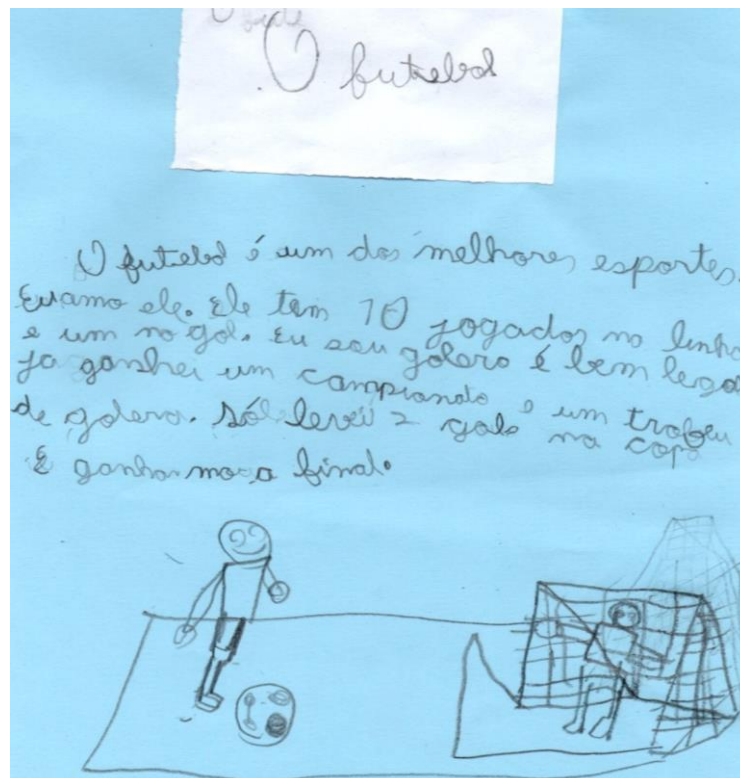 O futebol
O futebol é um dos melhores esportes.
Eu amo ele. Ele tem 10 jogados na linha
e um no gol. Eu sou golero é bem legal
ja ganhei um campionato e um trofeu
de golero. Só levei 2 gols na copa
E ganhamos a final.